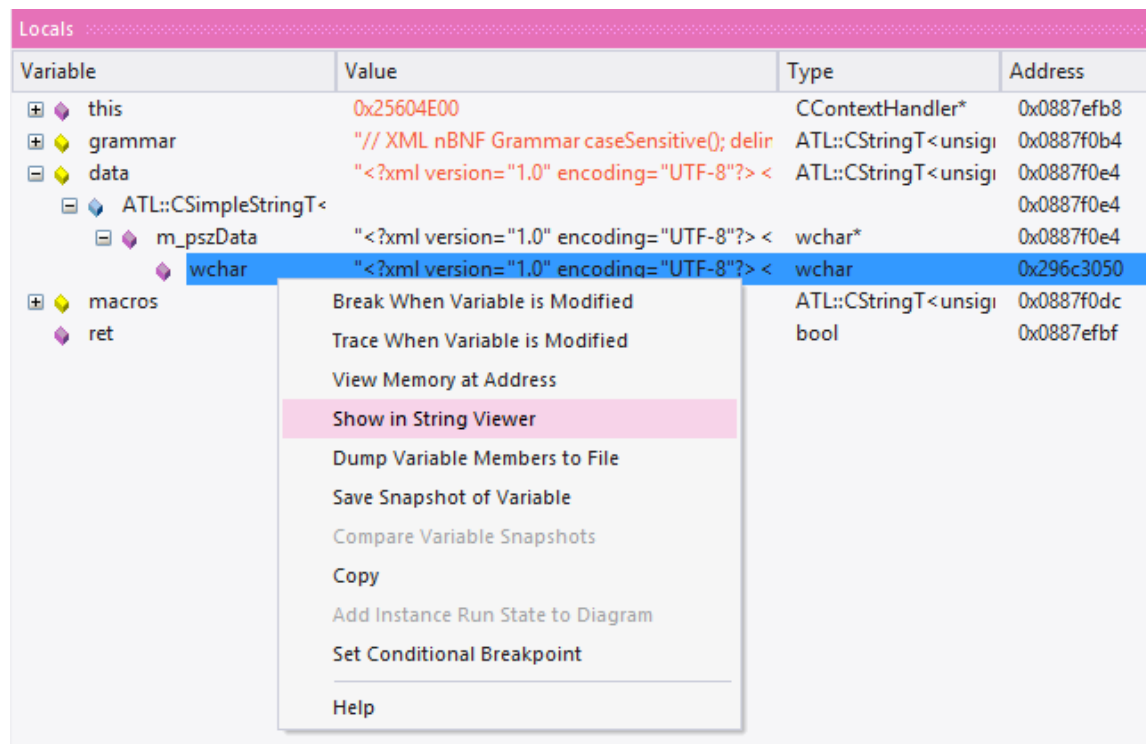 Locals
Variable Value Type Address
this 0x25604E00 CContextHandler* 0x0887efb8
grammar "// XML nBNF Grammar caseSensitive(); delin ATL::CStringT<unsign 0x0887f0b4
data "<?xml version="1.0" encoding="UTF-8"?> < ATL::CStringT<unsign 0x0887f0e4
ATL::CSimpleStringT< 0x0887f0e4
m_pszData "<?xml version="1.0" encoding="UTF-8"?> < wchar* 0x0887f0e4
wchar "<?xml version="1.0" encoding="UTF-8"?> < wchar 0x296c3050
macros ATL::CStringT<unsign 0x0887f0dc
ret bool 0x0887efbf
Break When Variable is Modified
Trace When Variable is Modified
View Memory at Address
Show in String Viewer
Dump Variable Members to File
Save Snapshot of Variable
Compare Variable Snapshots
Copy
Add Instance Run State to Diagram
Set Conditional Breakpoint
Help